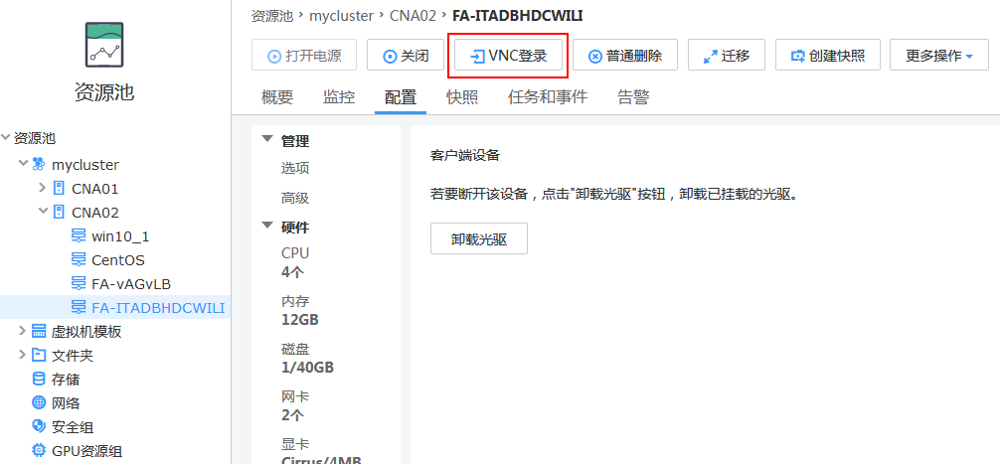 资源池
资源池
mycluster
CNA01
CNA02
win10_1
CentOS
FA-vAGvLB
FA-ITADBHDCWILI
虚拟机模板
文件夹
存储
网络
安全组
GPU资源组
资源池 › mycluster › CNA02 › FA-ITADBHDCWILI
打开电源 关闭 VNC登录 普通删除 迁移 创建快照 更多操作
概要 监控 配置 快照 任务和事件 告警
管理
选项
高级
硬件
CPU
4个
内存
12GB
磁盘
1/40GB
网卡
2个
显卡
Cirrus/4MB
客户端设备
若要断开该设备，点击"卸载光驱"按钮，卸载已挂载的光驱。
卸载光驱